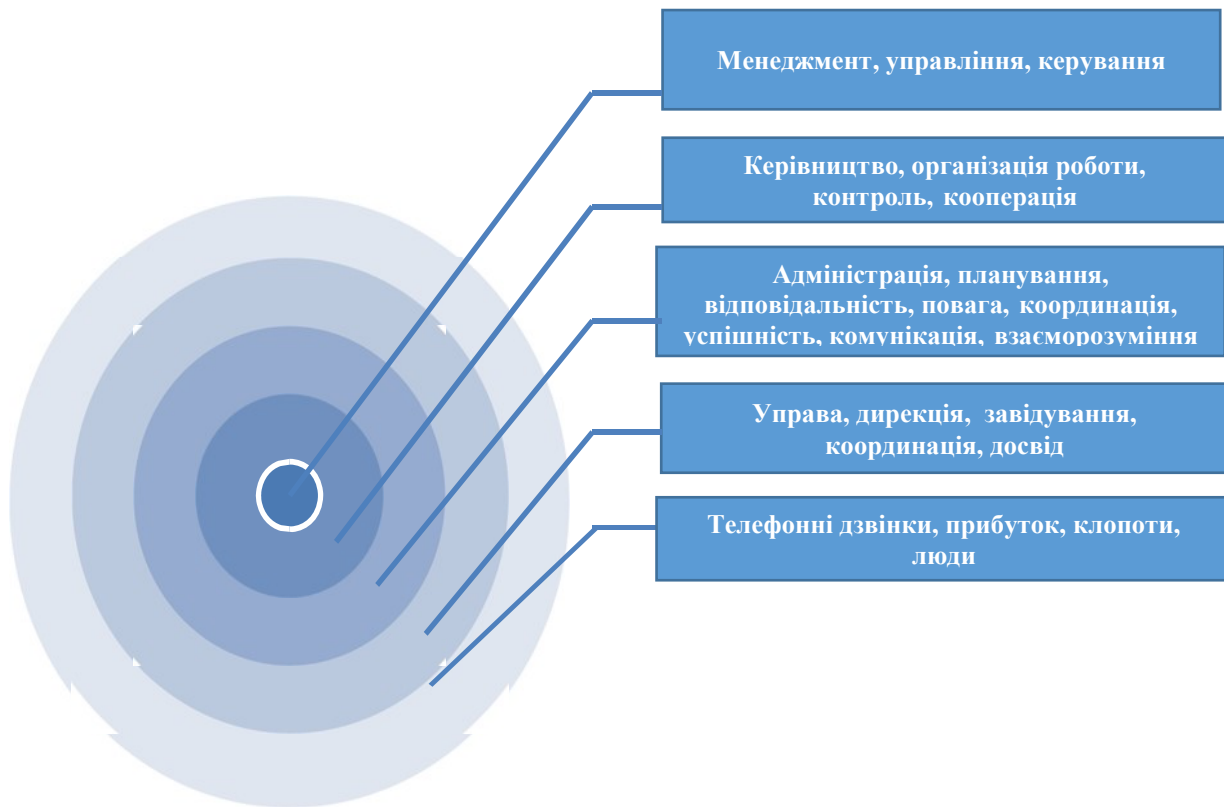 Менеджмент, управління, керування
Керівництво, організація роботи,
контроль, кооперація
Адміністрація, планування,
відповідальність, повага, координація,
успішність, комунікація, взаєморозуміння
Управа, дирекція, завідування,
координація, досвід
Телефонні дзвінки, прибуток, клопоти,
люди